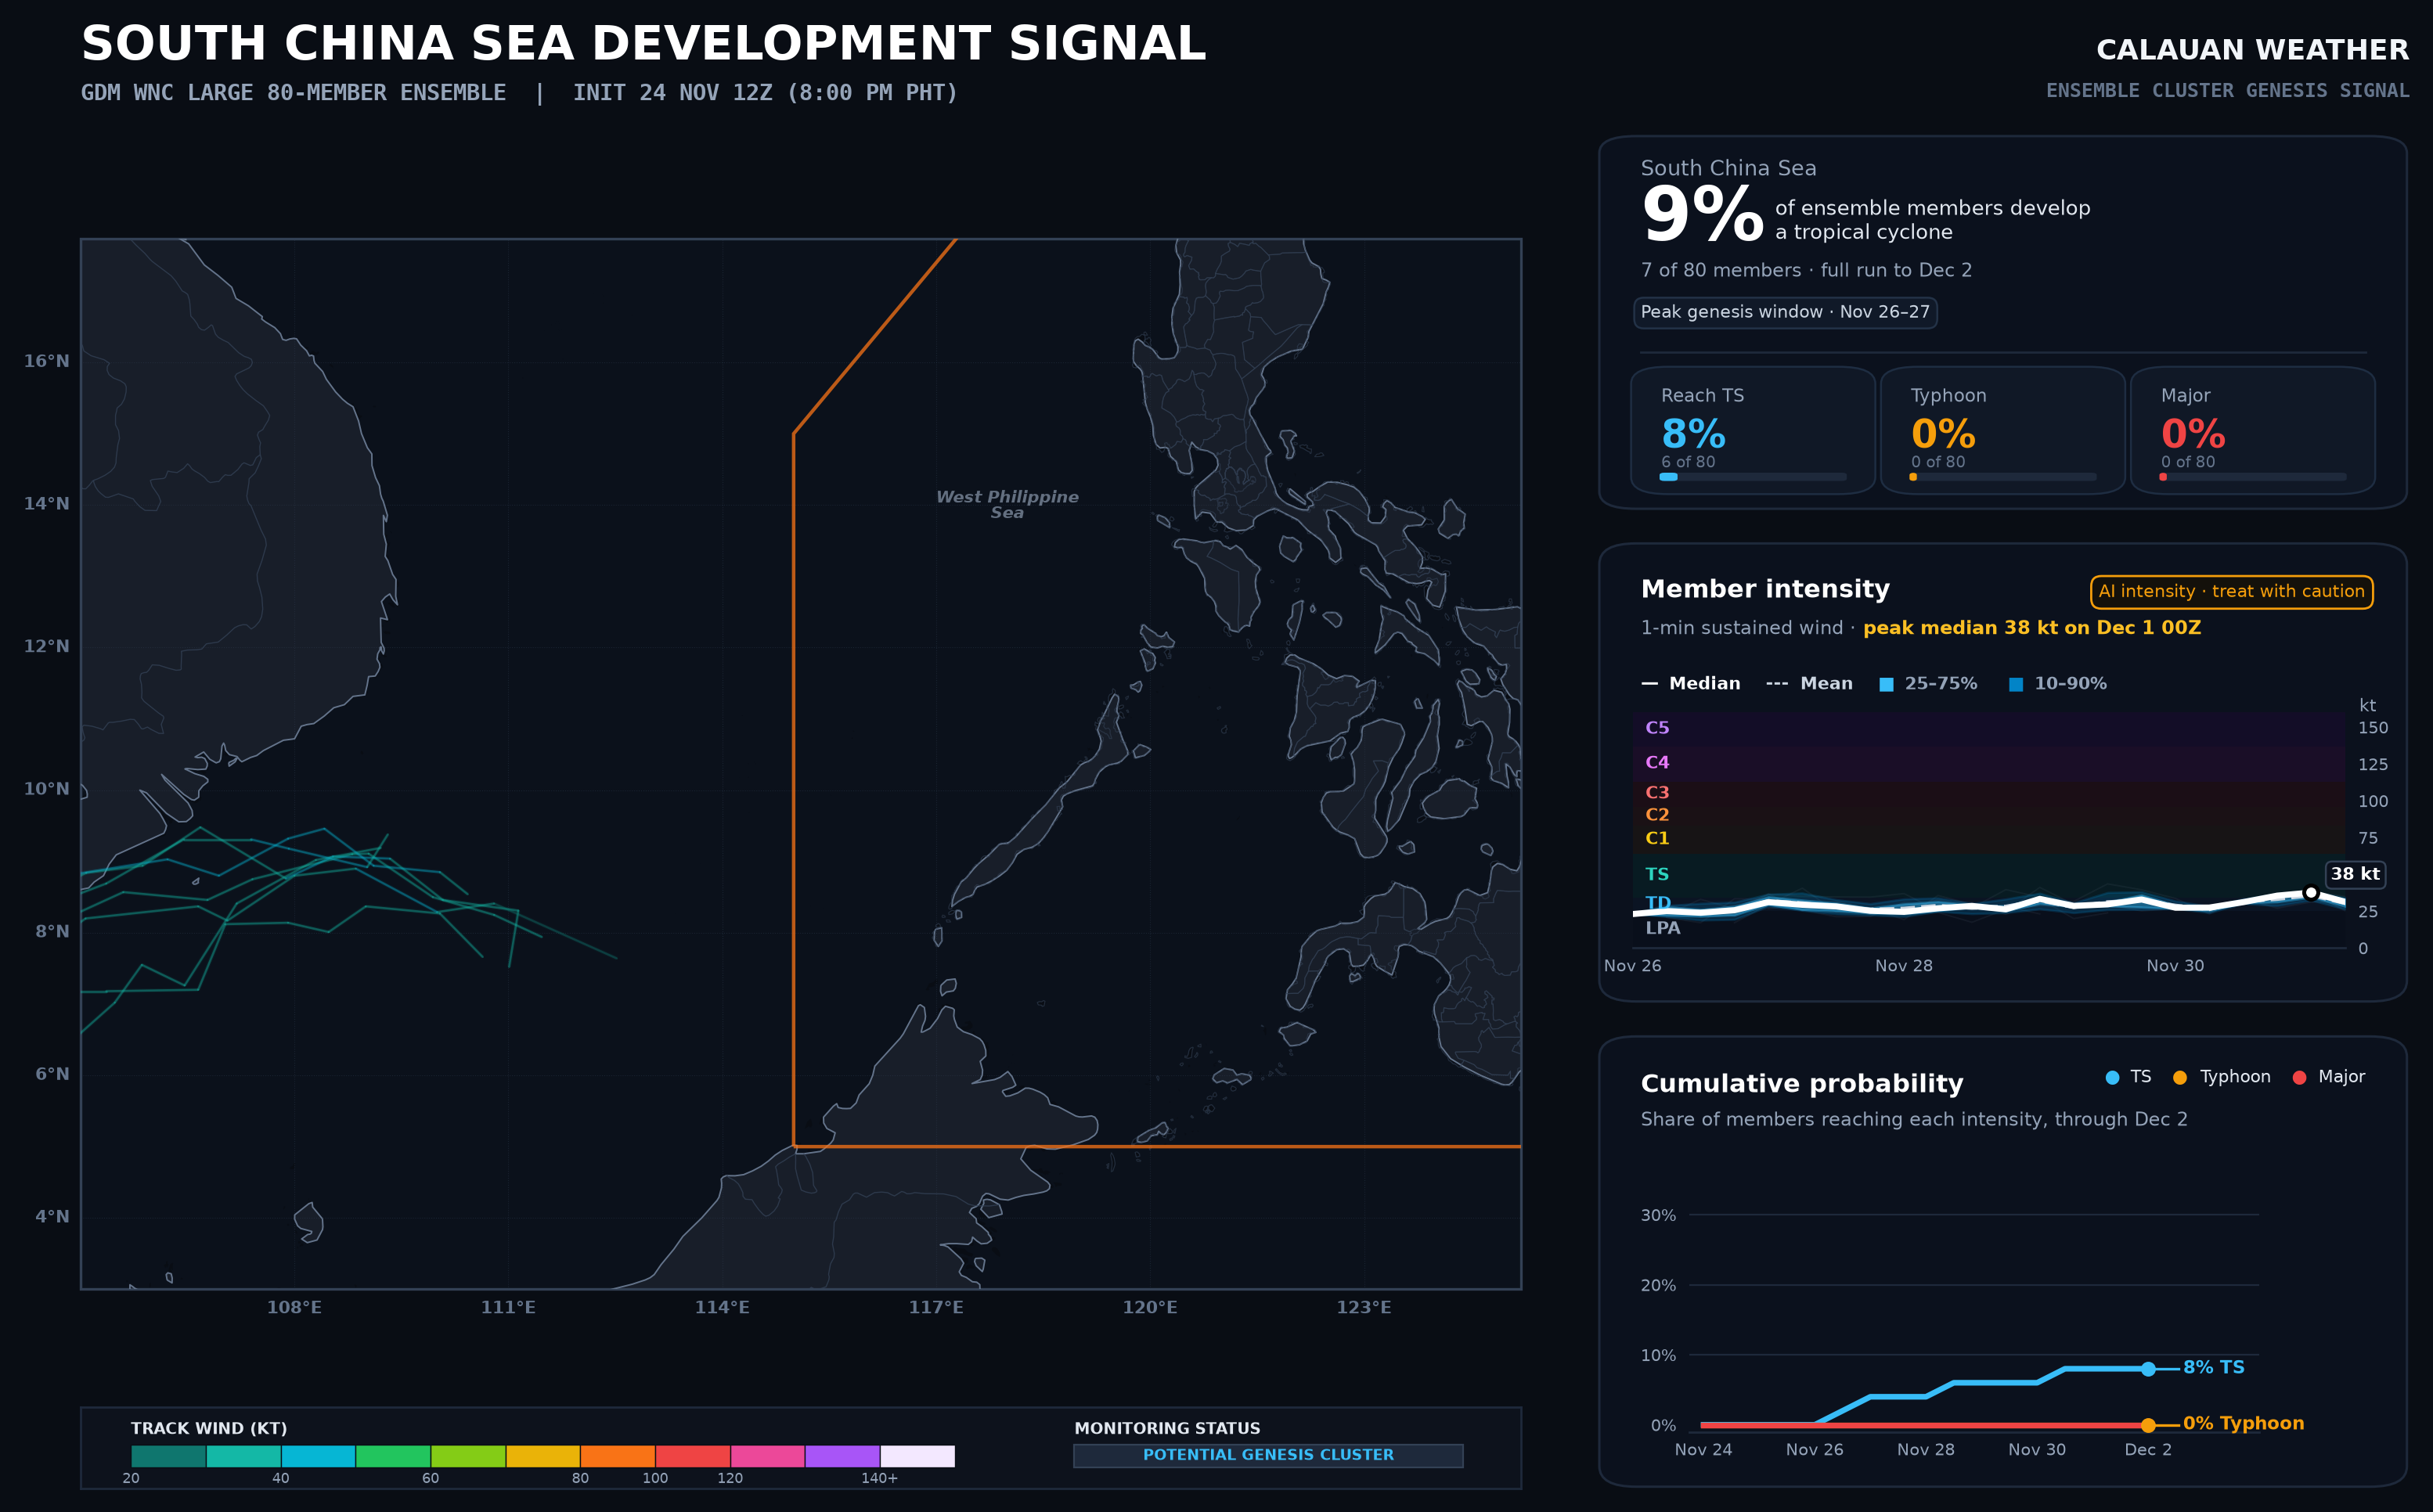 SOUTH CHINA SEA DEVELOPMENT SIGNAL
GDM WNC LARGE 80-MEMBER ENSEMBLE | INIT 24 NOV 12Z (8:00 PM PHT)
CALAUAN WEATHER
ENSEMBLE CLUSTER GENESIS SIGNAL
16°N
14°N
12°N
10°N
8°N
6°N
4°N
108°E
111°E
114°E
117°E
120°E
123°E
West Philippine
Sea
TRACK WIND (KT)
20
40
60
80
100
120
140+
MONITORING STATUS
POTENTIAL GENESIS CLUSTER
South China Sea
9% of ensemble members develop
a tropical cyclone
7 of 80 members · full run to Dec 2
Peak genesis window · Nov 26–27
Reach TS
8%
6 of 80
Typhoon
0%
0 of 80
Major
0%
0 of 80
Member intensity
AI intensity · treat with caution
1-min sustained wind · peak median 38 kt on Dec 1 00Z
Median
Mean
25–75%
10–90%
kt
C5
C4
C3
C2
C1
TS
TD
LPA
150
125
100
75
38 kt
25
0
Nov 26
Nov 28
Nov 30
Cumulative probability
TS
Typhoon
Major
Share of members reaching each intensity, through Dec 2
30%
20%
10%
0%
8% TS
0% Typhoon
Nov 24
Nov 26
Nov 28
Nov 30
Dec 2